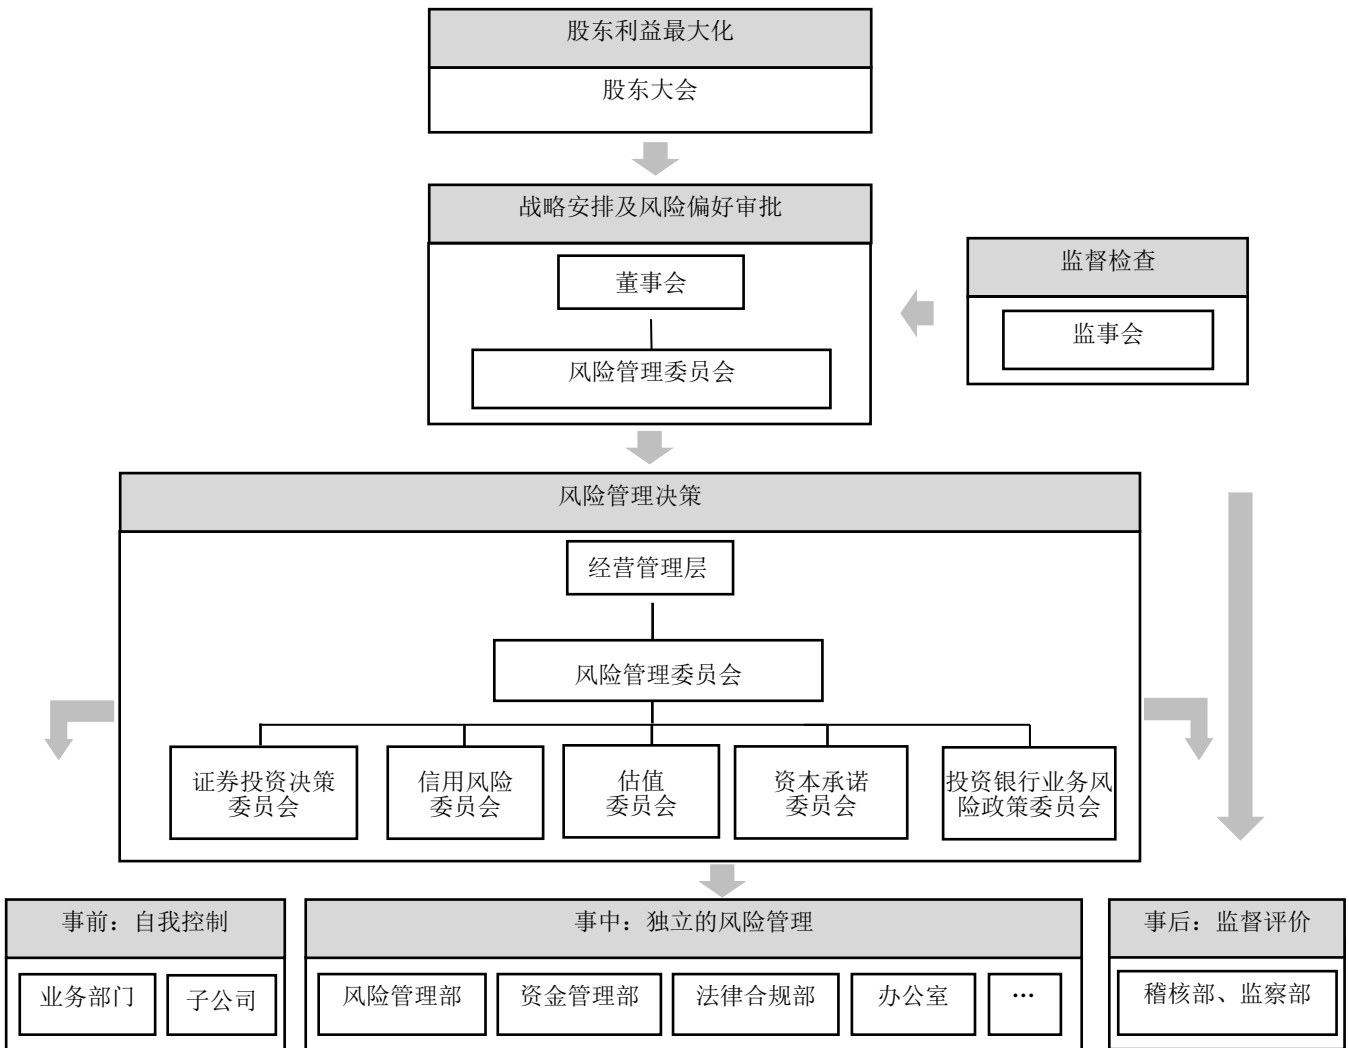 股东利益最大化
股东大会
战略安排及风险偏好审批
董事会
风险管理委员会
监督检查
监事会
风险管理决策
经营管理层
风险管理委员会
证券投资决策
委员会
信用风险
委员会
估值
委员会
资本承诺
委员会
投资银行业务风
险政策委员会
事前：自我控制
业务部门
子公司
事中：独立的风险管理
风险管理部
资金管理部
法律合规部
办公室
…
事后：监督评价
稽核部、监察部